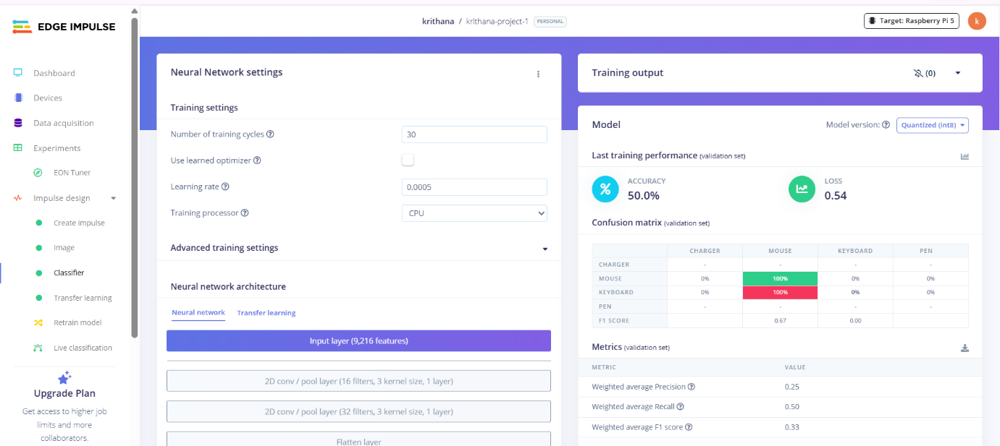 EDGE IMPULSE
krithana / krithana-project-1 PERSONAL
Target: Raspberry Pi 5
k
Dashboard
Devices
Data acquisition
Experiments
EON Tuner
Impulse design
Create impulse
Image
Classifier
Transfer learning
Retrain model
Live classification
Upgrade Plan
Get access to higher job
limits and more
collaborators.
Neural Network settings
Training settings
Number of training cycles ?
30
Use learned optimizer ?
Learning rate ?
0.0005
Training processor ?
CPU
Advanced training settings
Neural network architecture
Neural network Transfer learning
Input layer (9,216 features)
2D conv / pool layer (16 filters, 3 kernel size, 1 layer)
2D conv / pool layer (32 filters, 3 kernel size, 1 layer)
Flatten layer
Training output
(0)
Model
Model version: ? Quantized (int8)
Last training performance (validation set)
% ACCURACY
50.0%
LOSS
0.54
Confusion matrix (validation set)
CHARGER MOUSE KEYBOARD PEN
CHARGER - - - -
MOUSE 0% 100% 0% 0%
KEYBOARD 0% 100% 0% 0%
PEN - - - -
F1 SCORE 0.67 0.00
Metrics (validation set)
METRIC VALUE
Weighted average Precision ? 0.25
Weighted average Recall ? 0.50
Weighted average F1 score ? 0.33